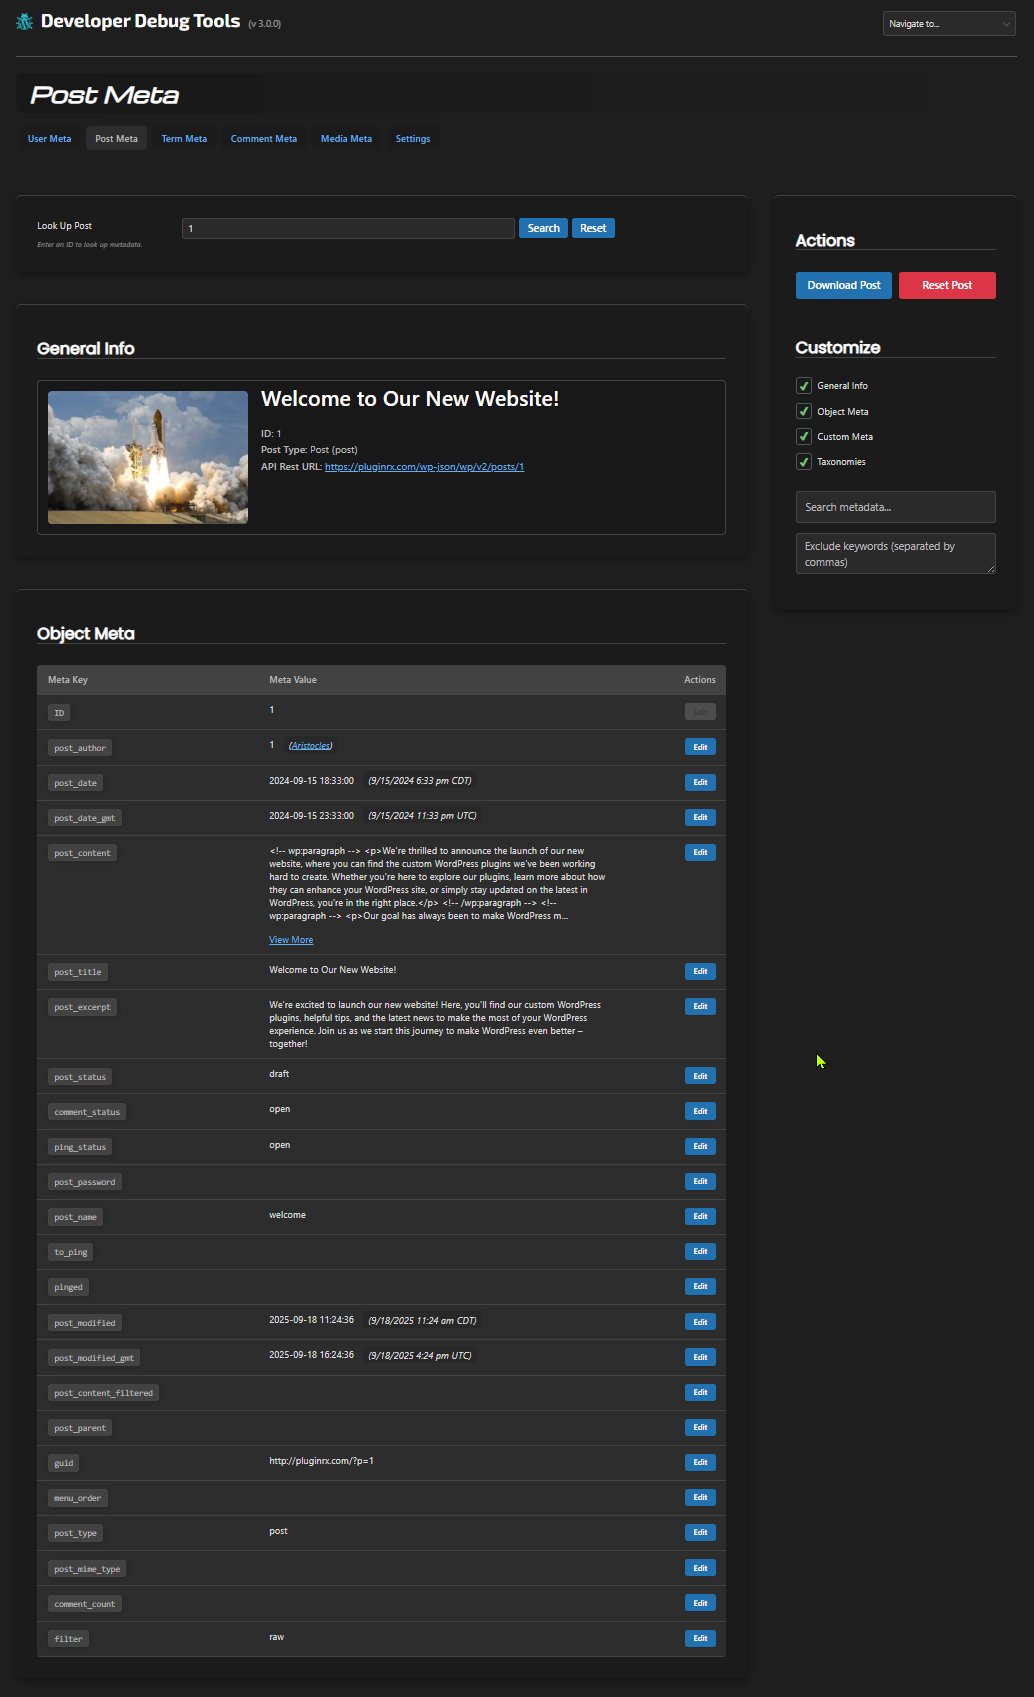 Developer Debug Tools (v 3.0.0)
Navigate to...
Post Meta
User Meta Post Meta Term Meta Comment Meta Media Meta Settings
Look Up Post
Enter an ID to look up metadata.
1 Search Reset
General Info
Welcome to Our New Website!
ID: 1
Post Type: Post (post)
API Rest URL: https://pluginrx.com/wp-json/wp/v2/posts/1
Actions
Download Post Reset Post
Customize
General Info
Object Meta
Custom Meta
Taxonomies
Search metadata...
Exclude keywords (separated by
commas)
Object Meta
Meta Key Meta Value Actions
ID 1 Edit
post_author 1 (Aristocles) Edit
post_date 2024-09-15 18:33:00 (9/15/2024 6:33 pm CDT) Edit
post_date_gmt 2024-09-15 23:33:00 (9/15/2024 11:33 pm UTC) Edit
post_content <!-- wp:paragraph --> <p>We're thrilled to announce the launch of our new Edit
website, where you can find the custom WordPress plugins we've been working
hard to create. Whether you're here to explore our plugins, learn more about how
they can enhance your WordPress site, or simply stay updated on the latest in
WordPress, you're in the right place.</p> <!-- /wp:paragraph --> <!--
wp:paragraph --> <p>Our goal has always been to make WordPress m...
View More
post_title Welcome to Our New Website! Edit
post_excerpt We're excited to launch our new website! Here, you'll find our custom WordPress Edit
plugins, helpful tips, and the latest news to make the most of your WordPress
experience. Join us as we start this journey to make WordPress even better –
together!
post_status draft Edit
comment_status open Edit
ping_status open Edit
post_password Edit
post_name welcome Edit
to_ping Edit
pinged Edit
post_modified 2025-09-18 11:24:36 (9/18/2025 11:24 am CDT) Edit
post_modified_gmt 2025-09-18 16:24:36 (9/18/2025 4:24 pm UTC) Edit
post_content_filtered Edit
post_parent Edit
guid http://pluginrx.com/?p=1 Edit
menu_order Edit
post_type post Edit
post_mime_type Edit
comment_count Edit
filter raw Edit